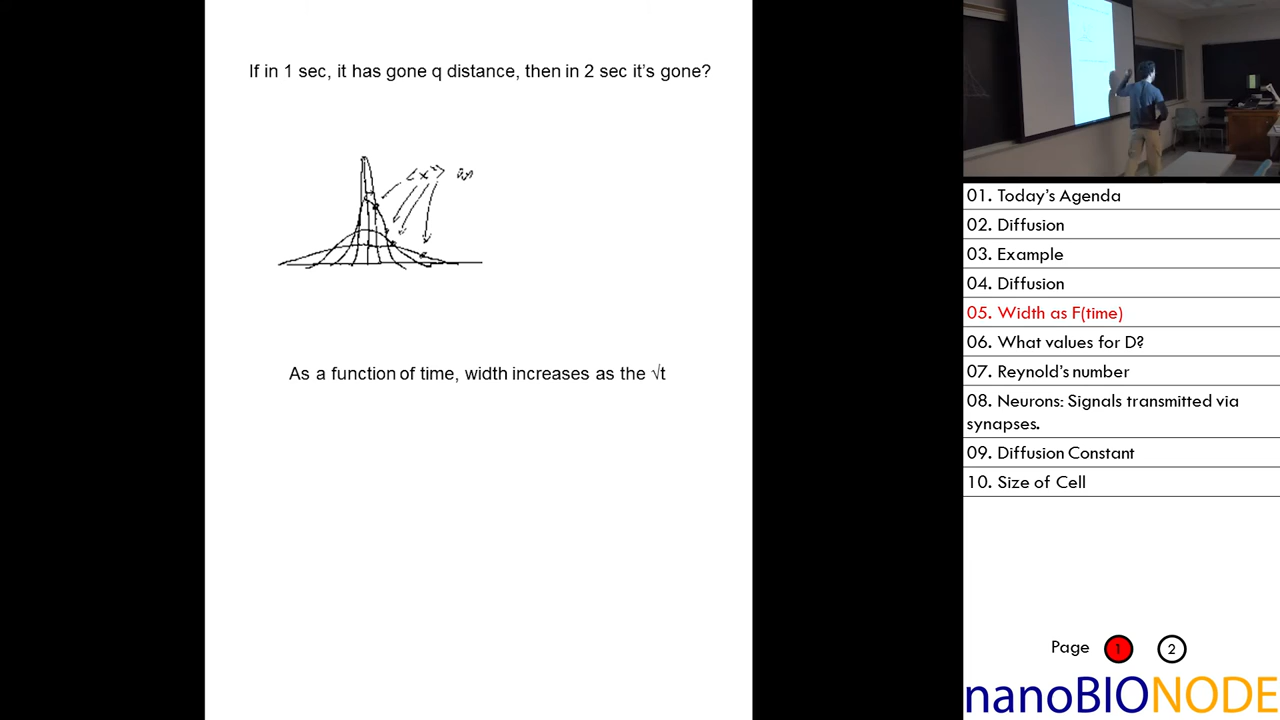 If in 1 sec, it has gone q distance, then in 2 sec it's gone?
<x²>
As a function of time, width increases as the √t
01. Today's Agenda
02. Diffusion
03. Example
04. Diffusion
05. Width as F(time)
06. What values for D?
07. Reynold's number
08. Neurons: Signals transmitted via
synapses.
09. Diffusion Constant
10. Size of Cell
Page 1 2
nanoBIONODE